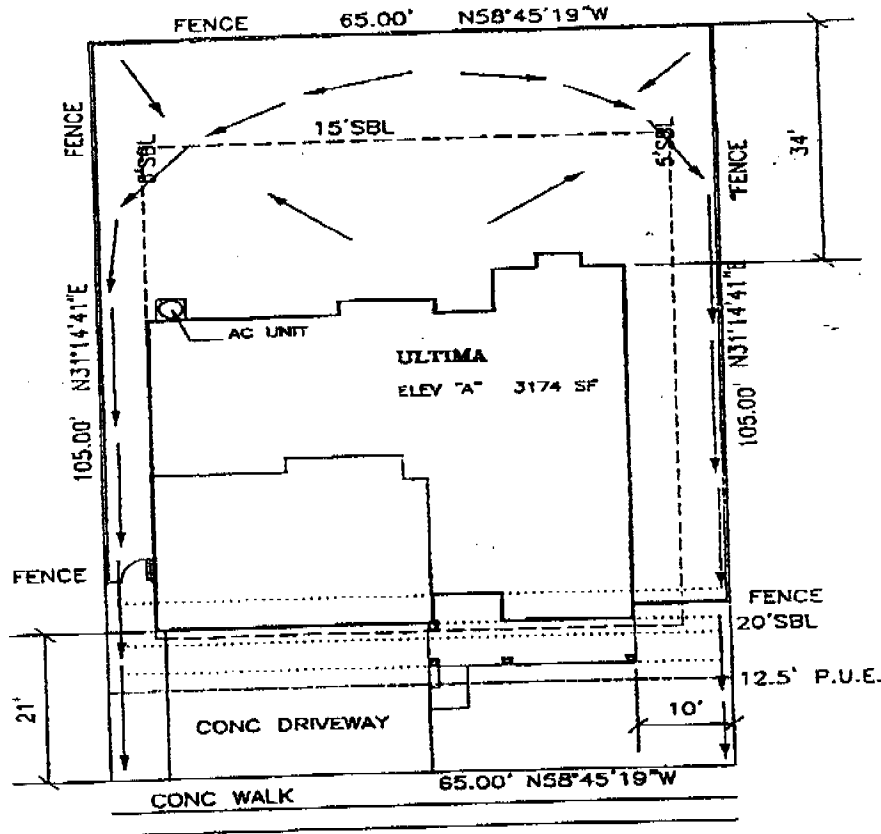 FENCE 65.00' N58°45'19"W
FENCE
15'SBL
5'SBL
FENCE
34'
105.00' N31°14'41"E
AC UNIT
ULTIMA
ELEV "A" 3174 SF
105.00' N31°14'41"E
FENCE
FENCE
20'SBL
12.5' P.U.E.
21'
CONC DRIVEWAY
10'
65.00' N58°45'19"W
CONC WALK